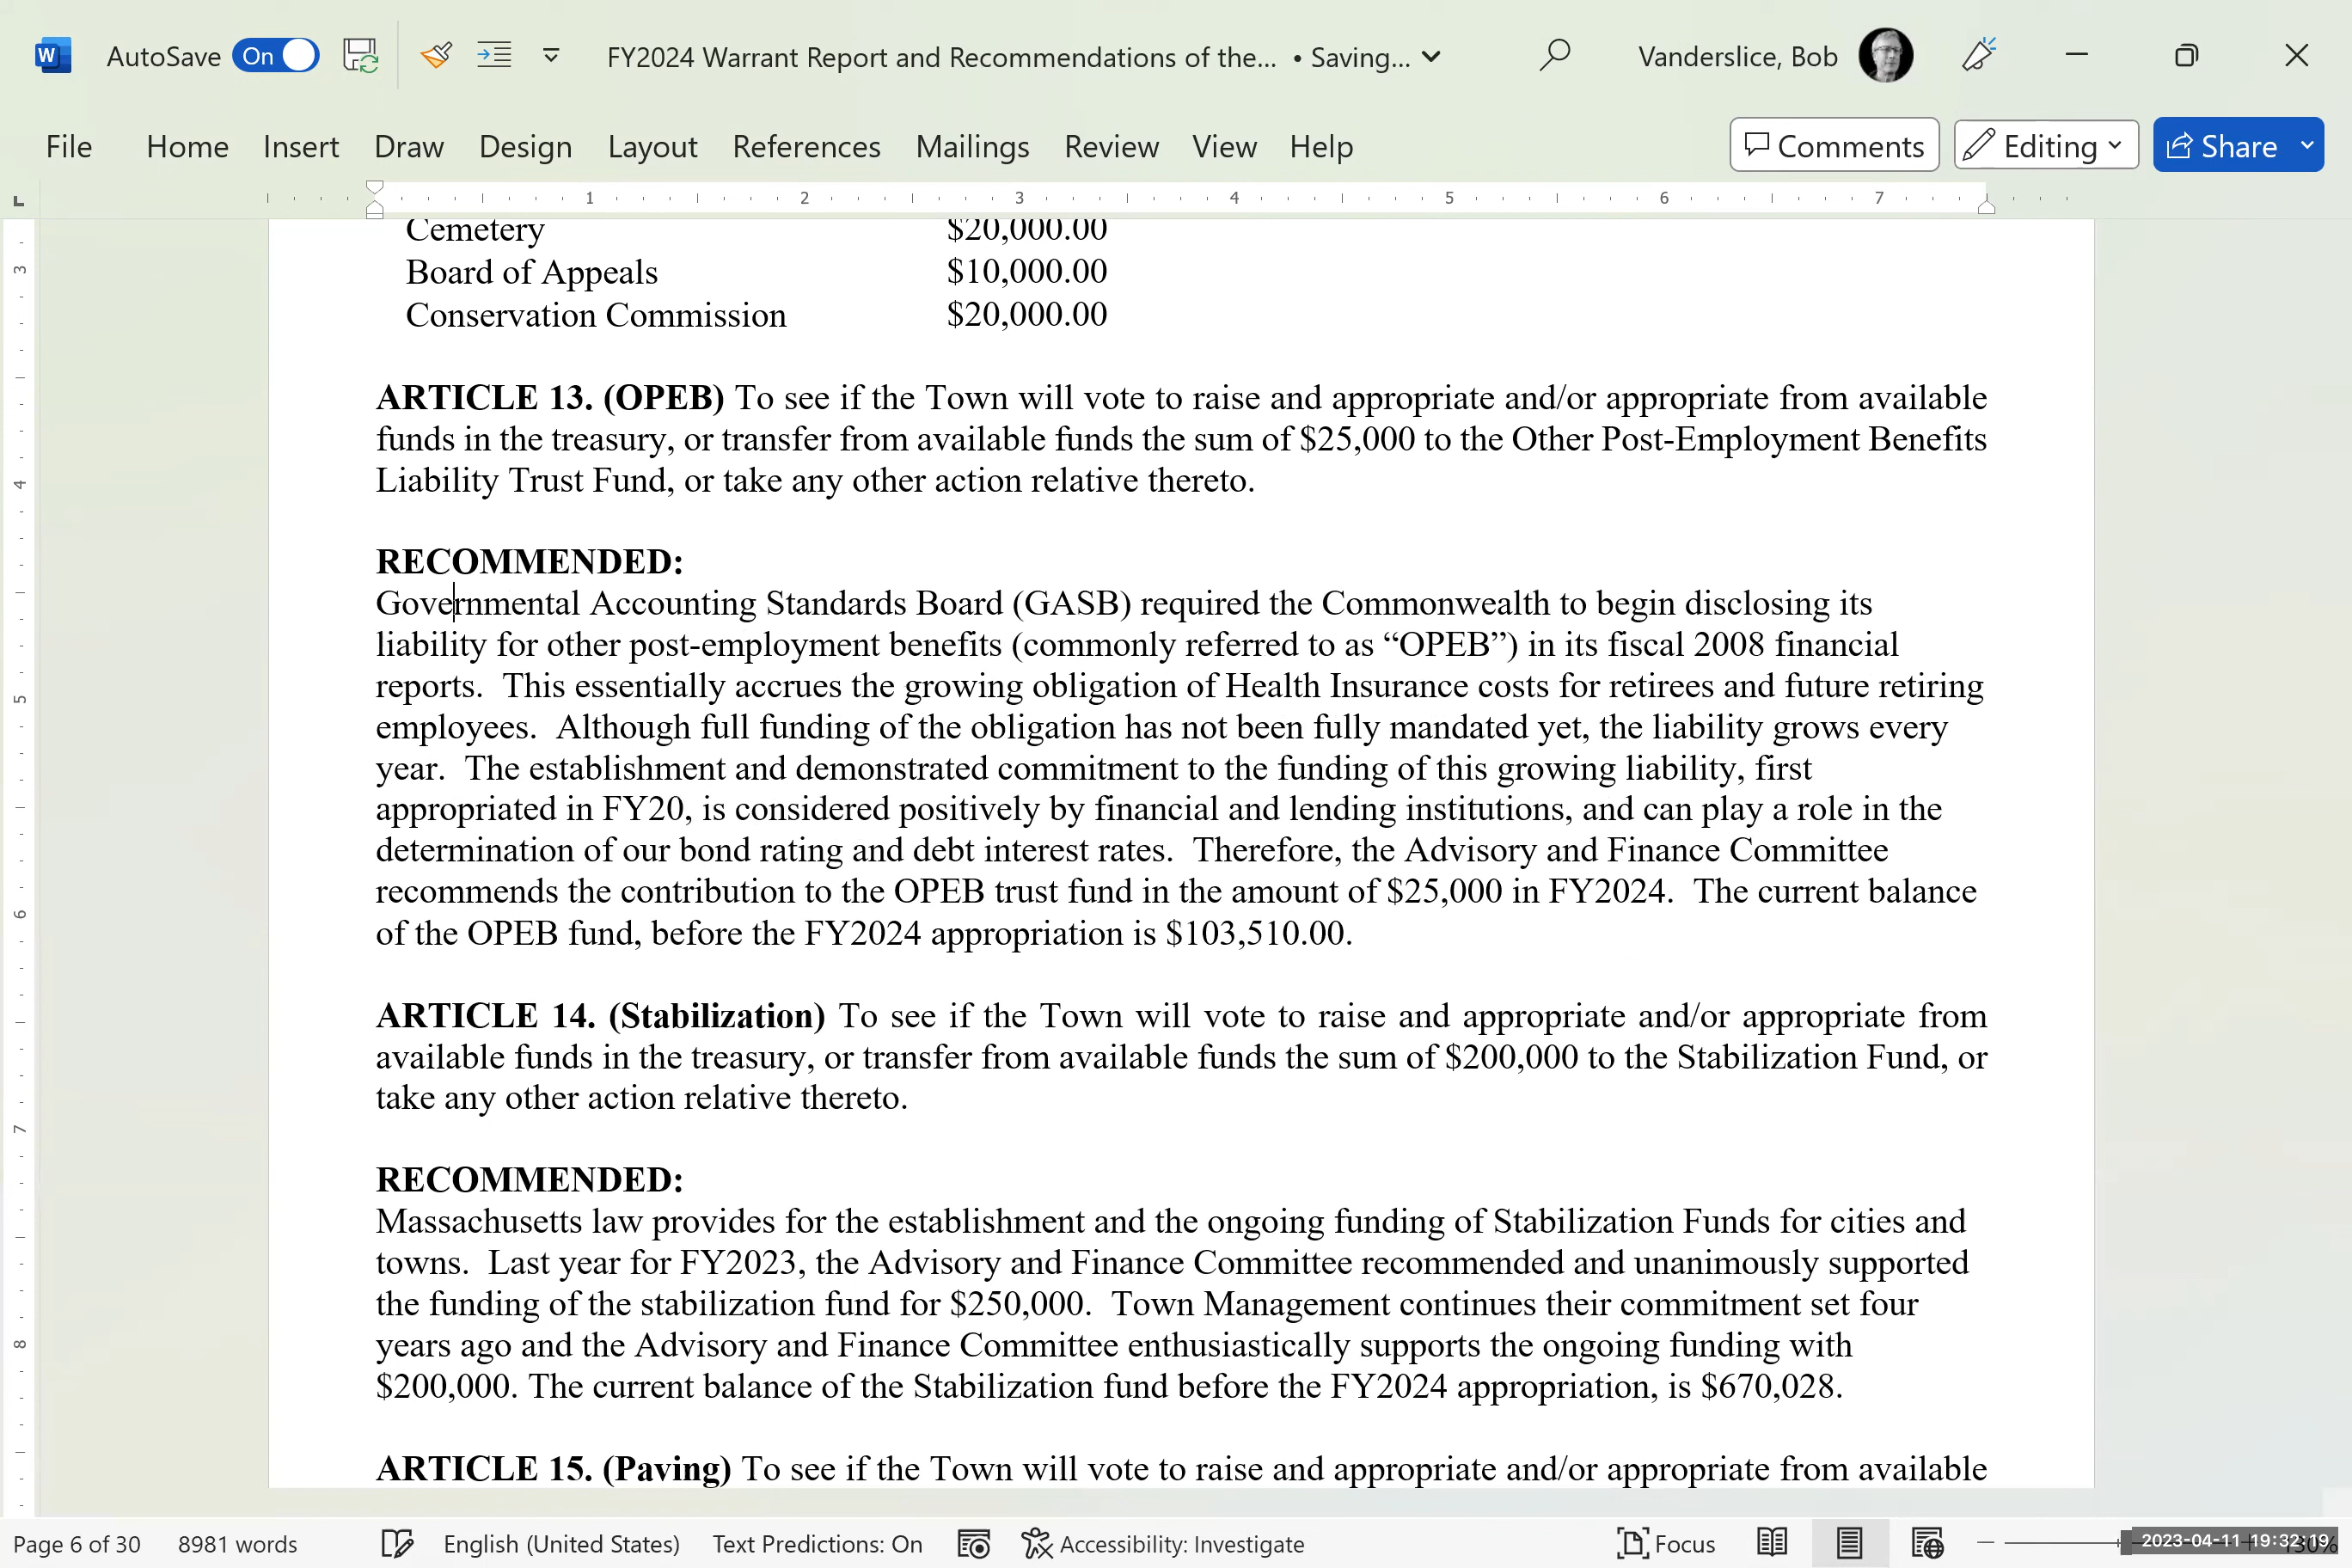 W AutoSave On FY2024 Warrant Report and Recommendations of the... • Saving... Vanderslice, Bob
File Home Insert Draw Design Layout References Mailings Review View Help Comments Editing Share
1 2 3 4 5 6 7
3
4
5
6
7
8
Cemetery $20,000.00
Board of Appeals $10,000.00
Conservation Commission $20,000.00
ARTICLE 13. (OPEB) To see if the Town will vote to raise and appropriate and/or appropriate from available
funds in the treasury, or transfer from available funds the sum of $25,000 to the Other Post-Employment Benefits
Liability Trust Fund, or take any other action relative thereto.
RECOMMENDED:
Governmental Accounting Standards Board (GASB) required the Commonwealth to begin disclosing its
liability for other post-employment benefits (commonly referred to as “OPEB”) in its fiscal 2008 financial
reports.  This essentially accrues the growing obligation of Health Insurance costs for retirees and future retiring
employees.  Although full funding of the obligation has not been fully mandated yet, the liability grows every
year.  The establishment and demonstrated commitment to the funding of this growing liability, first
appropriated in FY20, is considered positively by financial and lending institutions, and can play a role in the
determination of our bond rating and debt interest rates.  Therefore, the Advisory and Finance Committee
recommends the contribution to the OPEB trust fund in the amount of $25,000 in FY2024.  The current balance
of the OPEB fund, before the FY2024 appropriation is $103,510.00.
ARTICLE 14. (Stabilization) To see if the Town will vote to raise and appropriate and/or appropriate from
available funds in the treasury, or transfer from available funds the sum of $200,000 to the Stabilization Fund, or
take any other action relative thereto.
RECOMMENDED:
Massachusetts law provides for the establishment and the ongoing funding of Stabilization Funds for cities and
towns.  Last year for FY2023, the Advisory and Finance Committee recommended and unanimously supported
the funding of the stabilization fund for $250,000.  Town Management continues their commitment set four
years ago and the Advisory and Finance Committee enthusiastically supports the ongoing funding with
$200,000. The current balance of the Stabilization fund before the FY2024 appropriation, is $670,028.
ARTICLE 15. (Paving) To see if the Town will vote to raise and appropriate and/or appropriate from available
Page 6 of 30 8981 words English (United States) Text Predictions: On Accessibility: Investigate Focus 2023-04-11 19:32:19